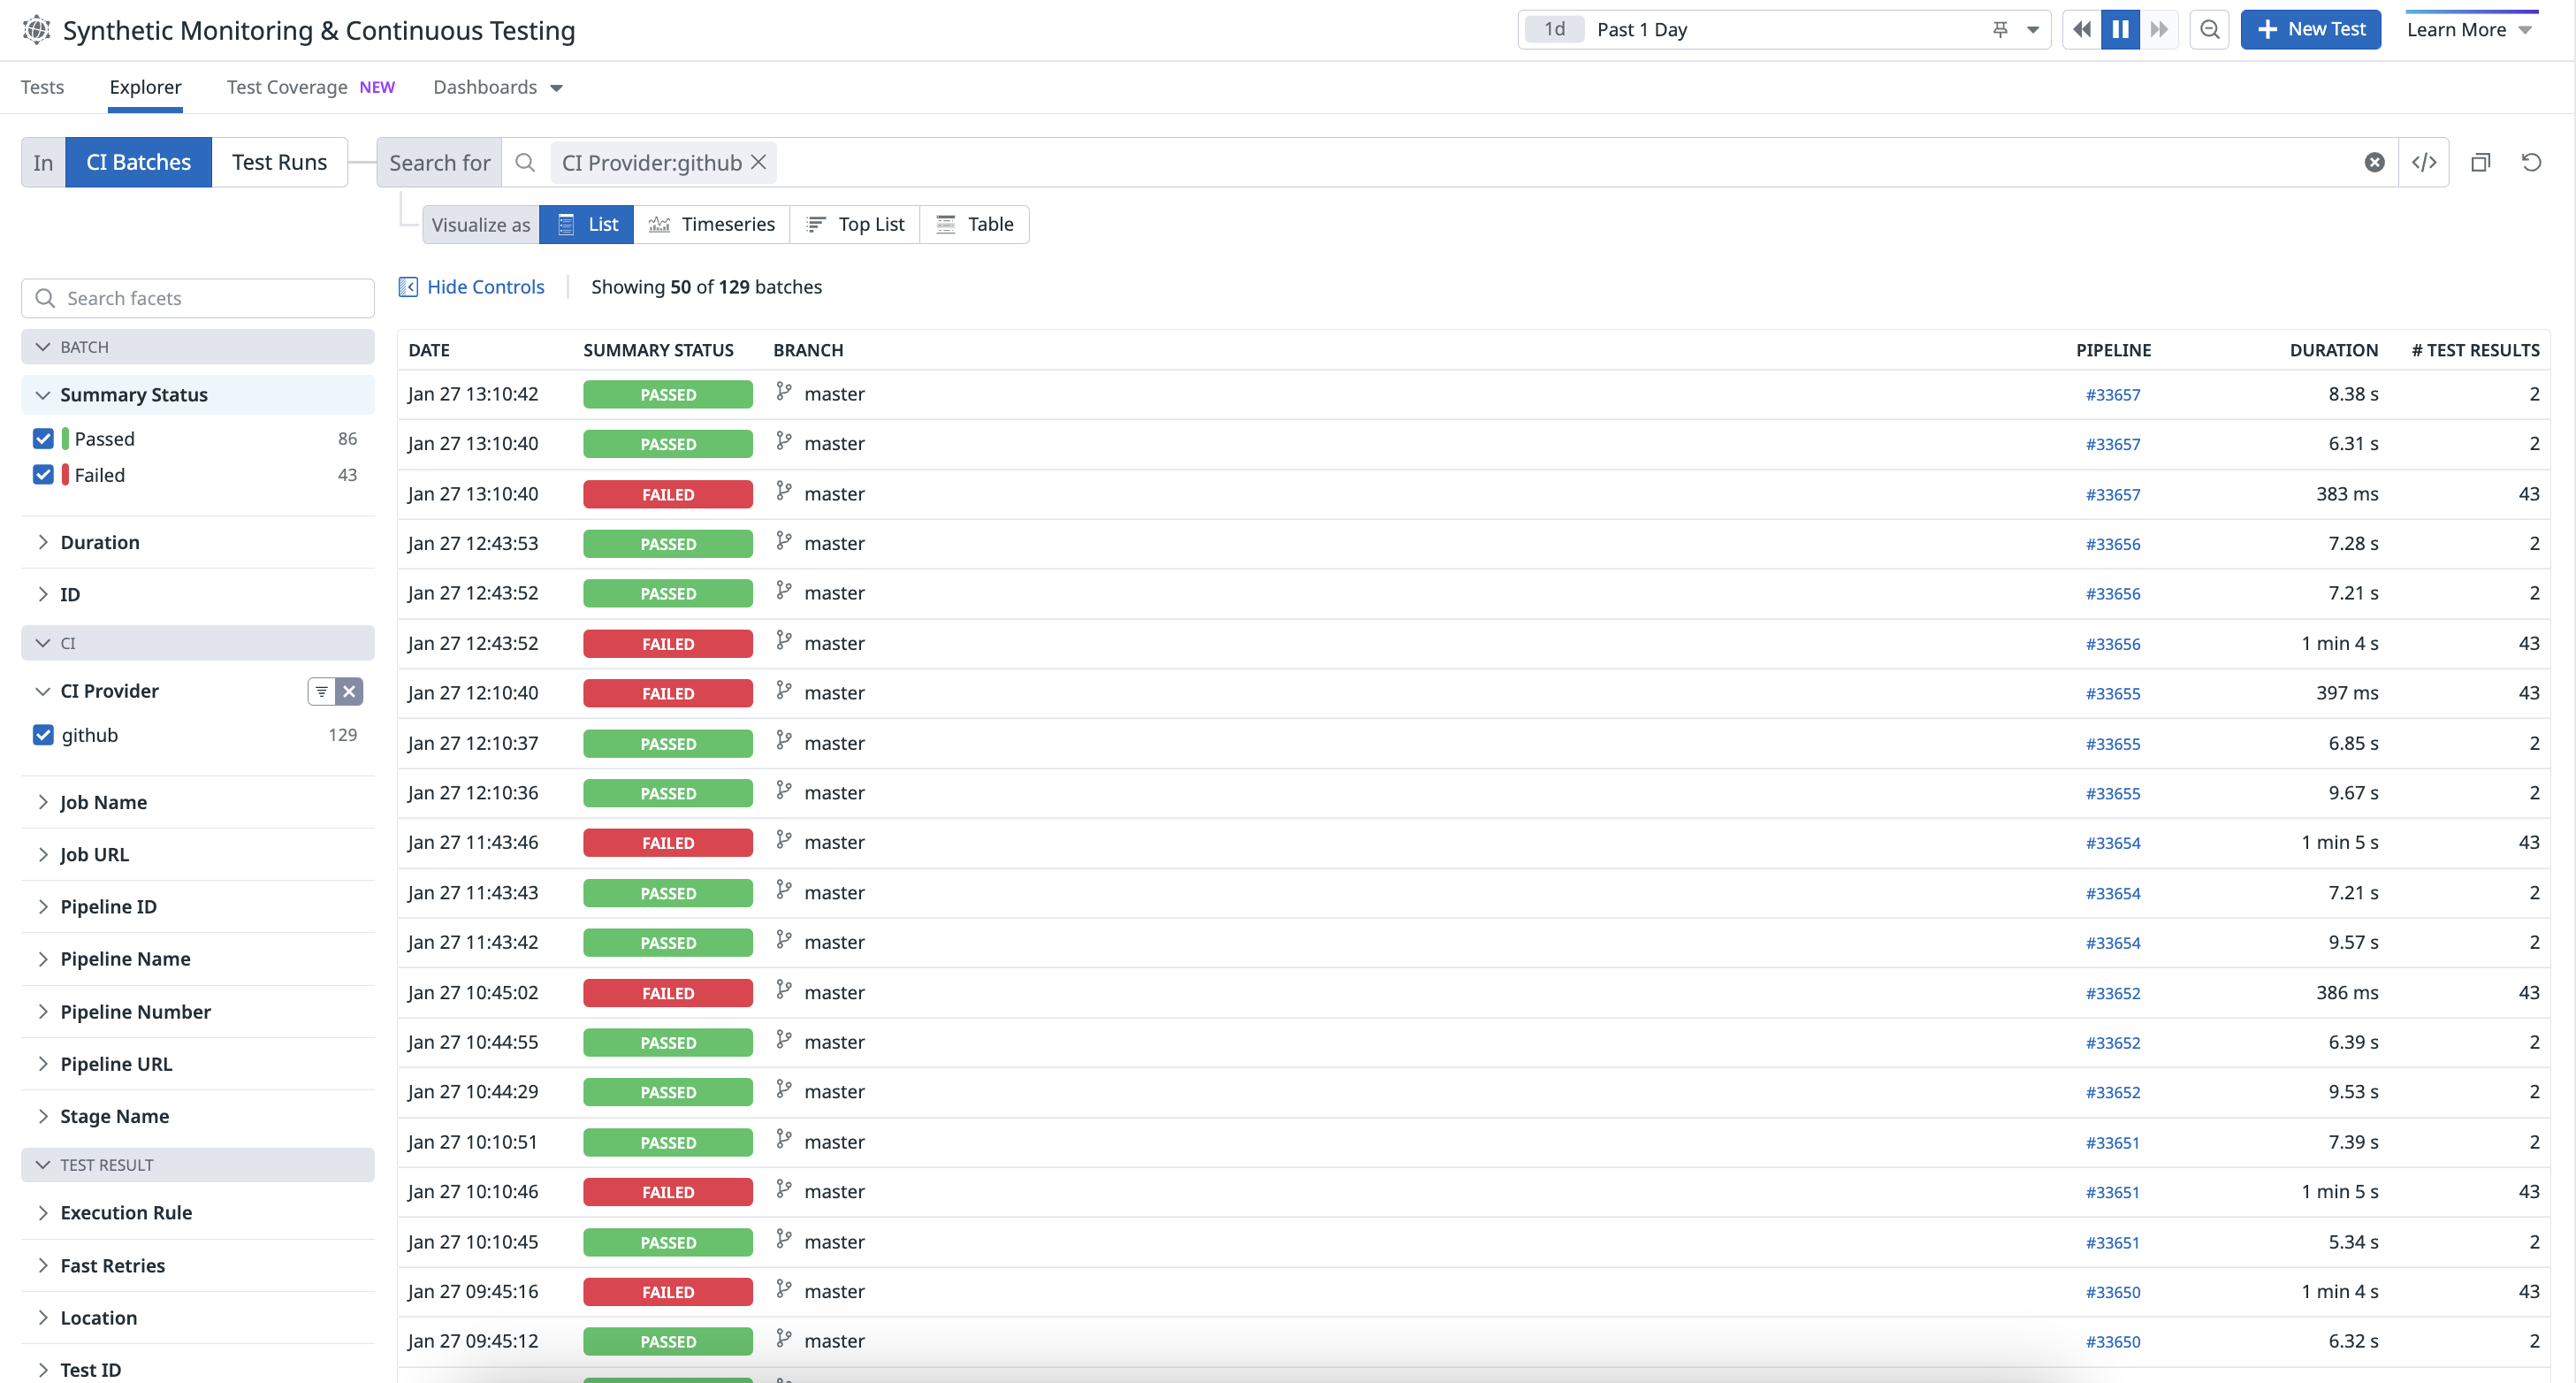 Synthetic Monitoring & Continuous Testing
1d Past 1 Day
New Test
Learn More
Tests Explorer Test Coverage NEW Dashboards
In CI Batches Test Runs Search for CI Provider:github
Visualize as List Timeseries Top List Table
Search facets
Hide Controls Showing 50 of 129 batches
BATCH
Summary Status
Passed 86
Failed 43
Duration
ID
CI
CI Provider
github 129
Job Name
Job URL
Pipeline ID
Pipeline Name
Pipeline Number
Pipeline URL
Stage Name
TEST RESULT
Execution Rule
Fast Retries
Location
Test ID
DATE SUMMARY STATUS BRANCH PIPELINE DURATION # TEST RESULTS
Jan 27 13:10:42 PASSED master #33657 8.38 s 2
Jan 27 13:10:40 PASSED master #33657 6.31 s 2
Jan 27 13:10:40 FAILED master #33657 383 ms 43
Jan 27 12:43:53 PASSED master #33656 7.28 s 2
Jan 27 12:43:52 PASSED master #33656 7.21 s 2
Jan 27 12:43:52 FAILED master #33656 1 min 4 s 43
Jan 27 12:10:40 FAILED master #33655 397 ms 43
Jan 27 12:10:37 PASSED master #33655 6.85 s 2
Jan 27 12:10:36 PASSED master #33655 9.67 s 2
Jan 27 11:43:46 FAILED master #33654 1 min 5 s 43
Jan 27 11:43:43 PASSED master #33654 7.21 s 2
Jan 27 11:43:42 PASSED master #33654 9.57 s 2
Jan 27 10:45:02 FAILED master #33652 386 ms 43
Jan 27 10:44:55 PASSED master #33652 6.39 s 2
Jan 27 10:44:29 PASSED master #33652 9.53 s 2
Jan 27 10:10:51 PASSED master #33651 7.39 s 2
Jan 27 10:10:46 FAILED master #33651 1 min 5 s 43
Jan 27 10:10:45 PASSED master #33651 5.34 s 2
Jan 27 09:45:16 FAILED master #33650 1 min 4 s 43
Jan 27 09:45:12 PASSED master #33650 6.32 s 2